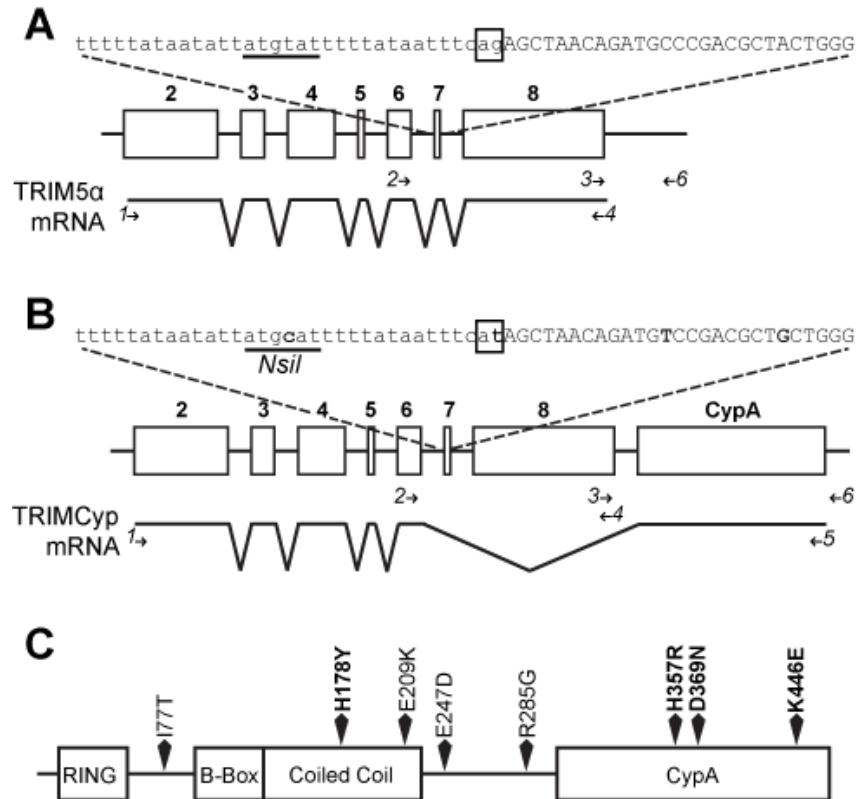 A
tttttataatattatgtatttttataatttcagAGCTAACAGATGCCCGACGCTACTGGG
2 3 4 5 6 7 8
2→ 3→ ←6
TRIM5α
mRNA
1→ ←4
B
tttttataatattatgcatttttataatttcatAGCTAACAGATGTCCGACGCTGCTGGG
NsiI
2 3 4 5 6 7 8 CypA
2→ 3→ ←6
←4
TRIMCyp
mRNA
1→ ←5
C
I77T H178Y E209K E247D R285G H357R D369N K446E
RING B-Box Coiled Coil CypA